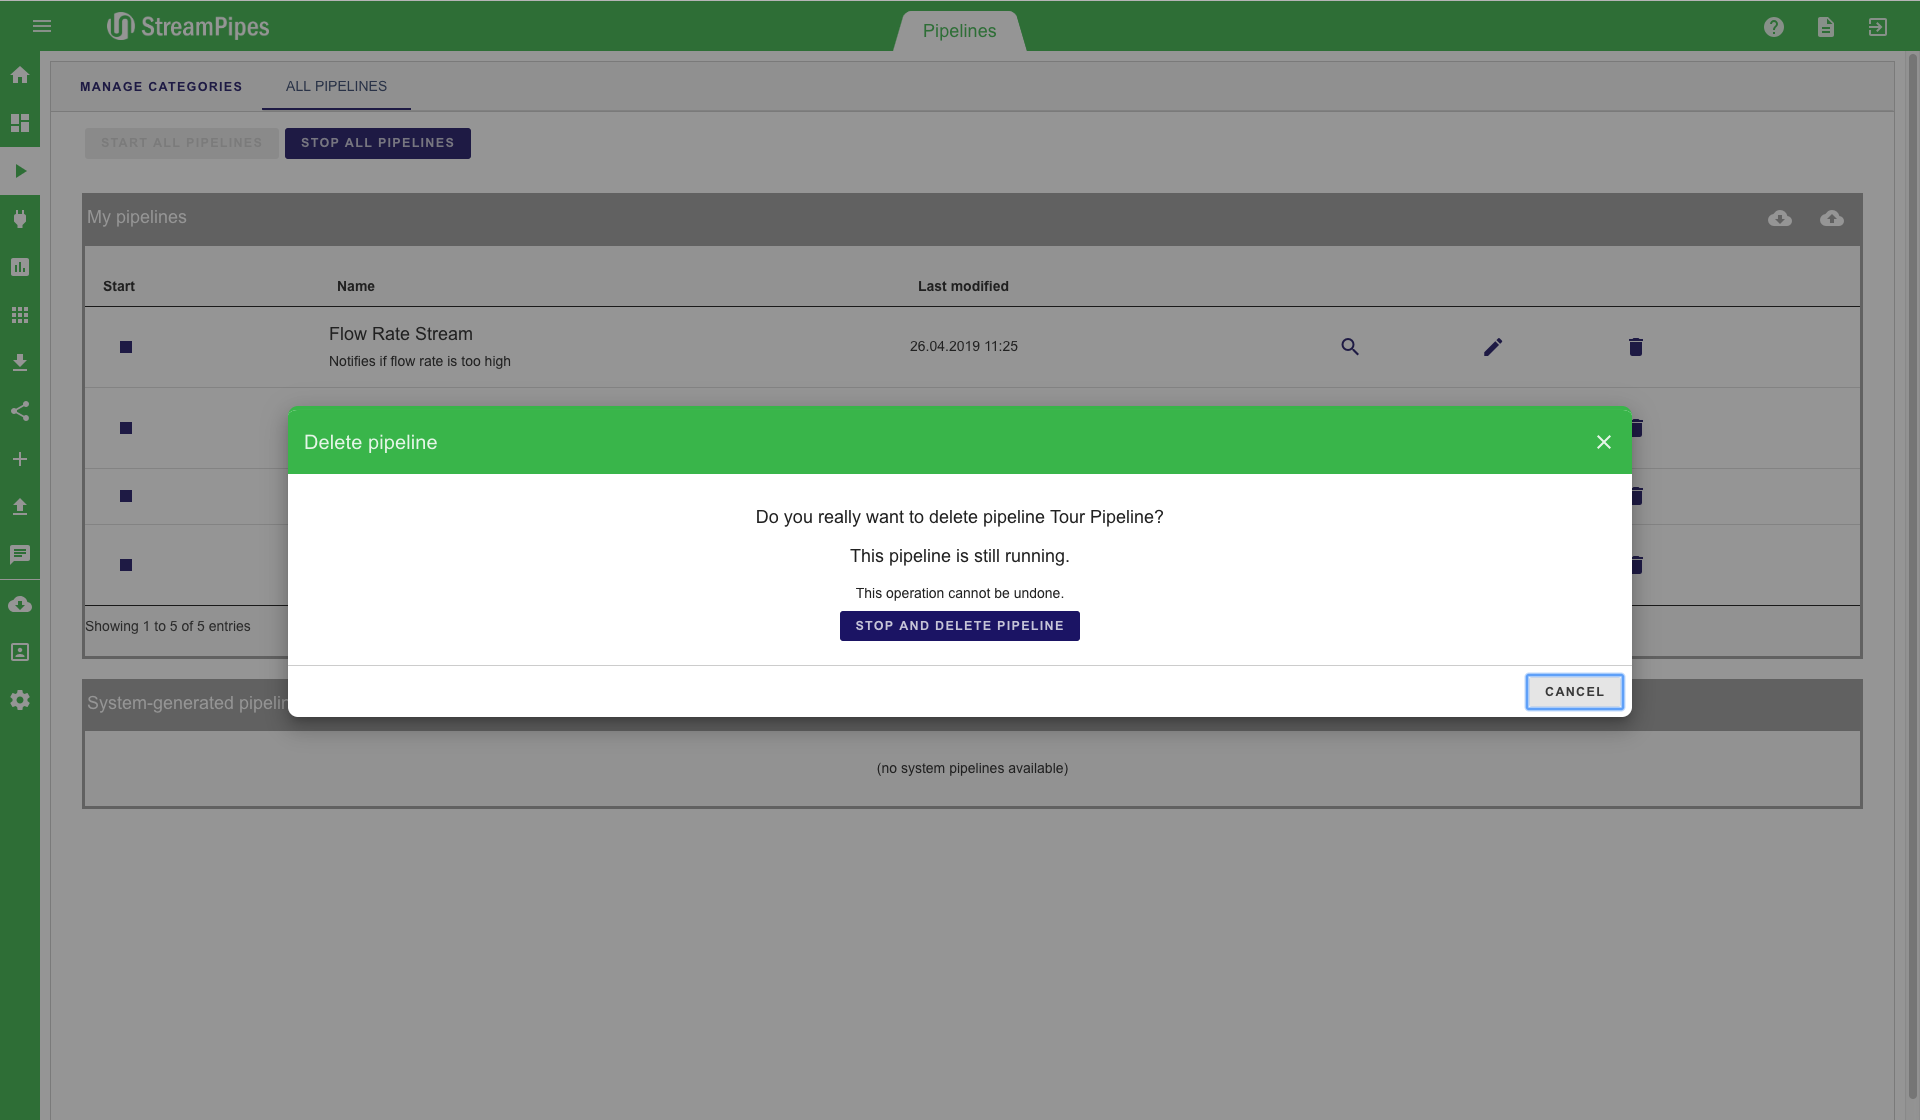 StreamPipes
Pipelines
MANAGE CATEGORIES
ALL PIPELINES
START ALL PIPELINES
STOP ALL PIPELINES
My pipelines
Start
Name
Last modified
Flow Rate Stream
Notifies if flow rate is too high
26.04.2019 11:25
Delete pipeline
Do you really want to delete pipeline Tour Pipeline?
This pipeline is still running.
This operation cannot be undone.
STOP AND DELETE PIPELINE
CANCEL
Showing 1 to 5 of 5 entries
System-generated pipelin
(no system pipelines available)